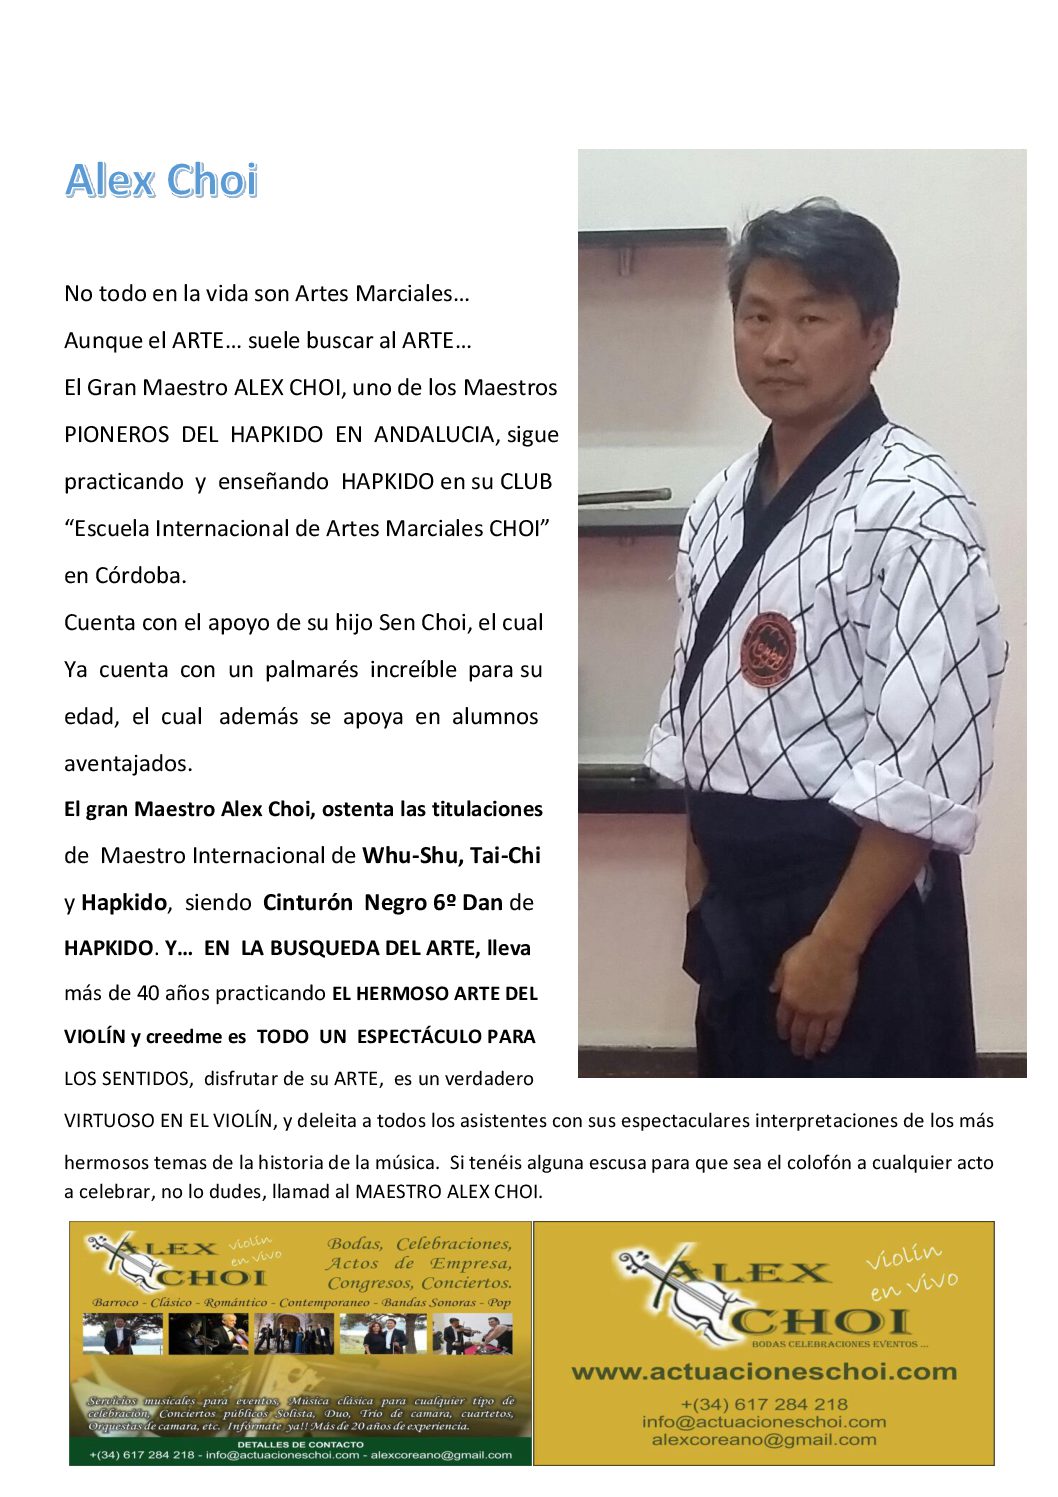 Alex Choi
No todo en la vida son Artes Marciales…
Aunque el ARTE… suele buscar al ARTE…
El Gran Maestro ALEX CHOI, uno de los Maestros
PIONEROS DEL HAPKIDO EN ANDALUCIA, sigue
practicando y enseñando HAPKIDO en su CLUB
“Escuela Internacional de Artes Marciales CHOI”
en Córdoba.
Cuenta con el apoyo de su hijo Sen Choi, el cual
Ya cuenta con un palmarés increíble para su
edad, el cual además se apoya en alumnos
aventajados.
El gran Maestro Alex Choi, ostenta las titulaciones
de Maestro Internacional de Whu-Shu, Tai-Chi
y Hapkido, siendo Cinturón Negro 6º Dan de
HAPKIDO. Y… EN LA BUSQUEDA DEL ARTE, lleva
más de 40 años practicando EL HERMOSO ARTE DEL
VIOLÍN y creedme es TODO UN ESPECTÁCULO PARA
LOS SENTIDOS, disfrutar de su ARTE, es un verdadero
VIRTUOSO EN EL VIOLÍN, y deleita a todos los asistentes con sus espectaculares interpretaciones de los más
hermosos temas de la historia de la música. Si tenéis alguna escusa para que sea el colofón a cualquier acto
a celebrar, no lo dudes, llamad al MAESTRO ALEX CHOI.
ALEX CHOI
violín
en vivo
Bodas, Celebraciones,
Actos de Empresa,
Congresos, Conciertos.
Barroco - Clásico - Romántico - Contemporaneo - Bandas Sonoras - Pop
Servicios musicales para eventos, Música clásica para cualquier tipo de
celebración, Conciertos públicos Solista, Duo, Trío de camara, cuartetos,
Orquestas de camara, etc. Infórmate ya!! Más de 20 años de experiencia.
DETALLES DE CONTACTO
+(34) 617 284 218 - info@actuacioneschoi.com - alexcoreano@gmail.com
ALEX
CHOI
violín
en vivo
BODAS CELEBRACIONES EVENTOS ...
www.actuacioneschoi.com
+(34) 617 284 218
info@actuacioneschoi.com
alexcoreano@gmail.com